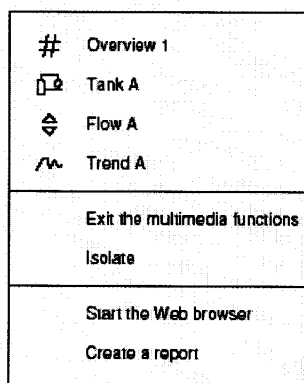 Overview 1
Tank A
Flow A
Trend A
Exit the multimedia functions
Isolate
Start the Web browser
Create a report